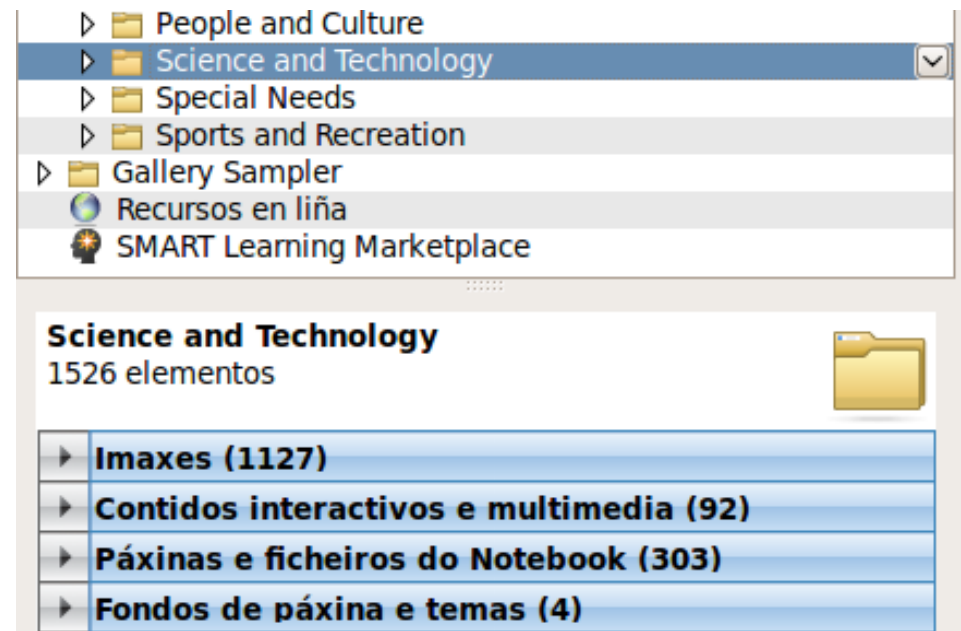 People and Culture
Science and Technology
Special Needs
Sports and Recreation
Gallery Sampler
Recursos en liña
SMART Learning Marketplace
Science and Technology
1526 elementos
Imaxes (1127)
Contidos interactivos e multimedia (92)
Páxinas e ficheiros do Notebook (303)
Fondos de páxina e temas (4)